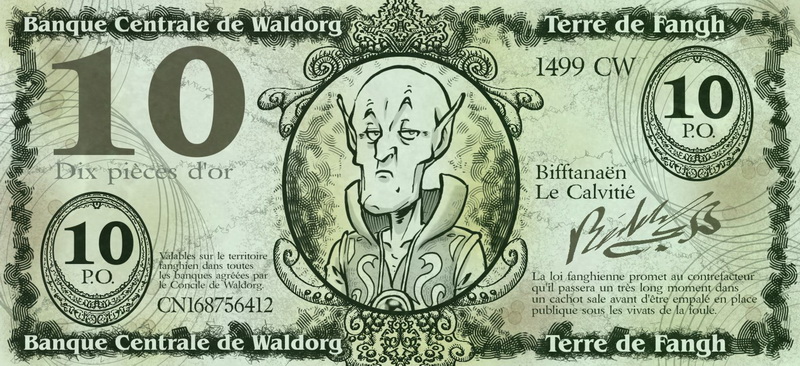 Banque Centrale de Waldorg
Terre de Fangh
10
Dix pièces d'or
1499 CW
10
P.O.
Bifftanaën
Le Calvitié
10
P.O.
Valables sur le territoire
fanghien dans toutes
les banques agréées par
le Concile de Waldorg.
CN168756412
La loi fanghienne promet au contrefacteur
qu'il passera un très long moment dans
un cachot sale avant d'être empalé en place
publique sous les vivats de la foule.
Banque Centrale de Waldorg
Terre de Fangh